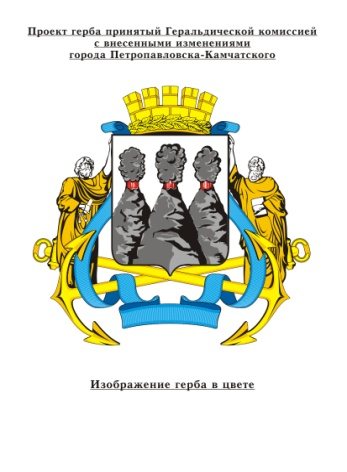 Проект герба принятый Геральдической комиссией
с внесенными изменениями
города Петропавловска-Камчатского
Изображение герба в цвете